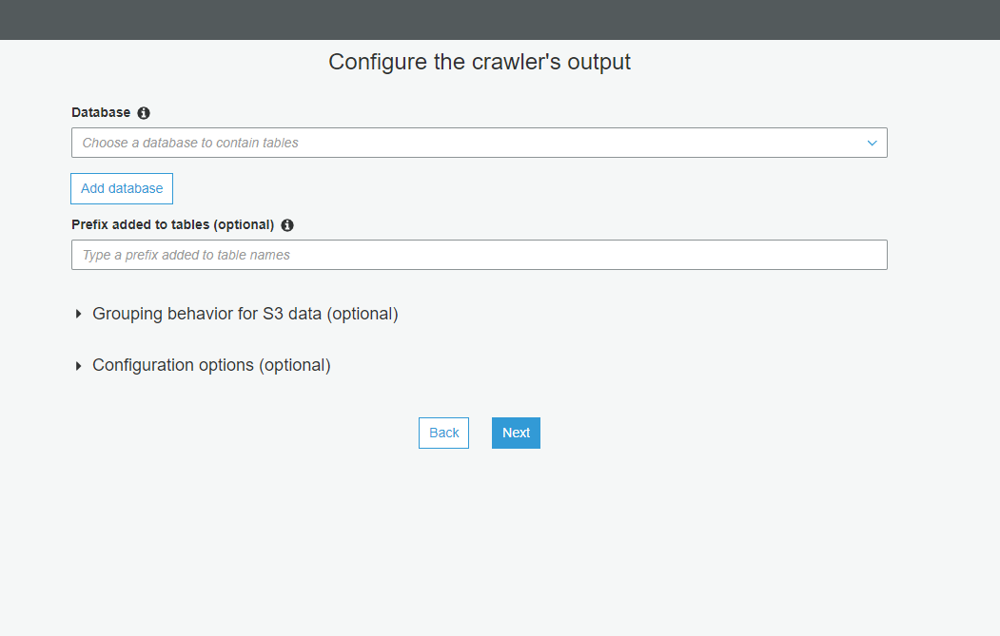 Configure the crawler's output
Database
Choose a database to contain tables
Add database
Prefix added to tables (optional)
Type a prefix added to table names
Grouping behavior for S3 data (optional)
Configuration options (optional)
Back Next